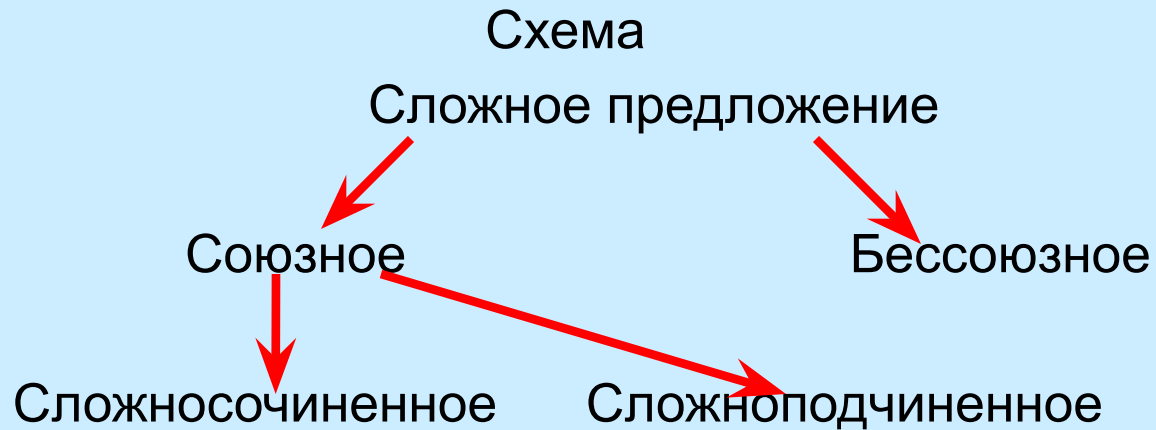 Схема
Сложное предложение
Союзное Бессоюзное
Сложносочиненное Сложноподчиненное